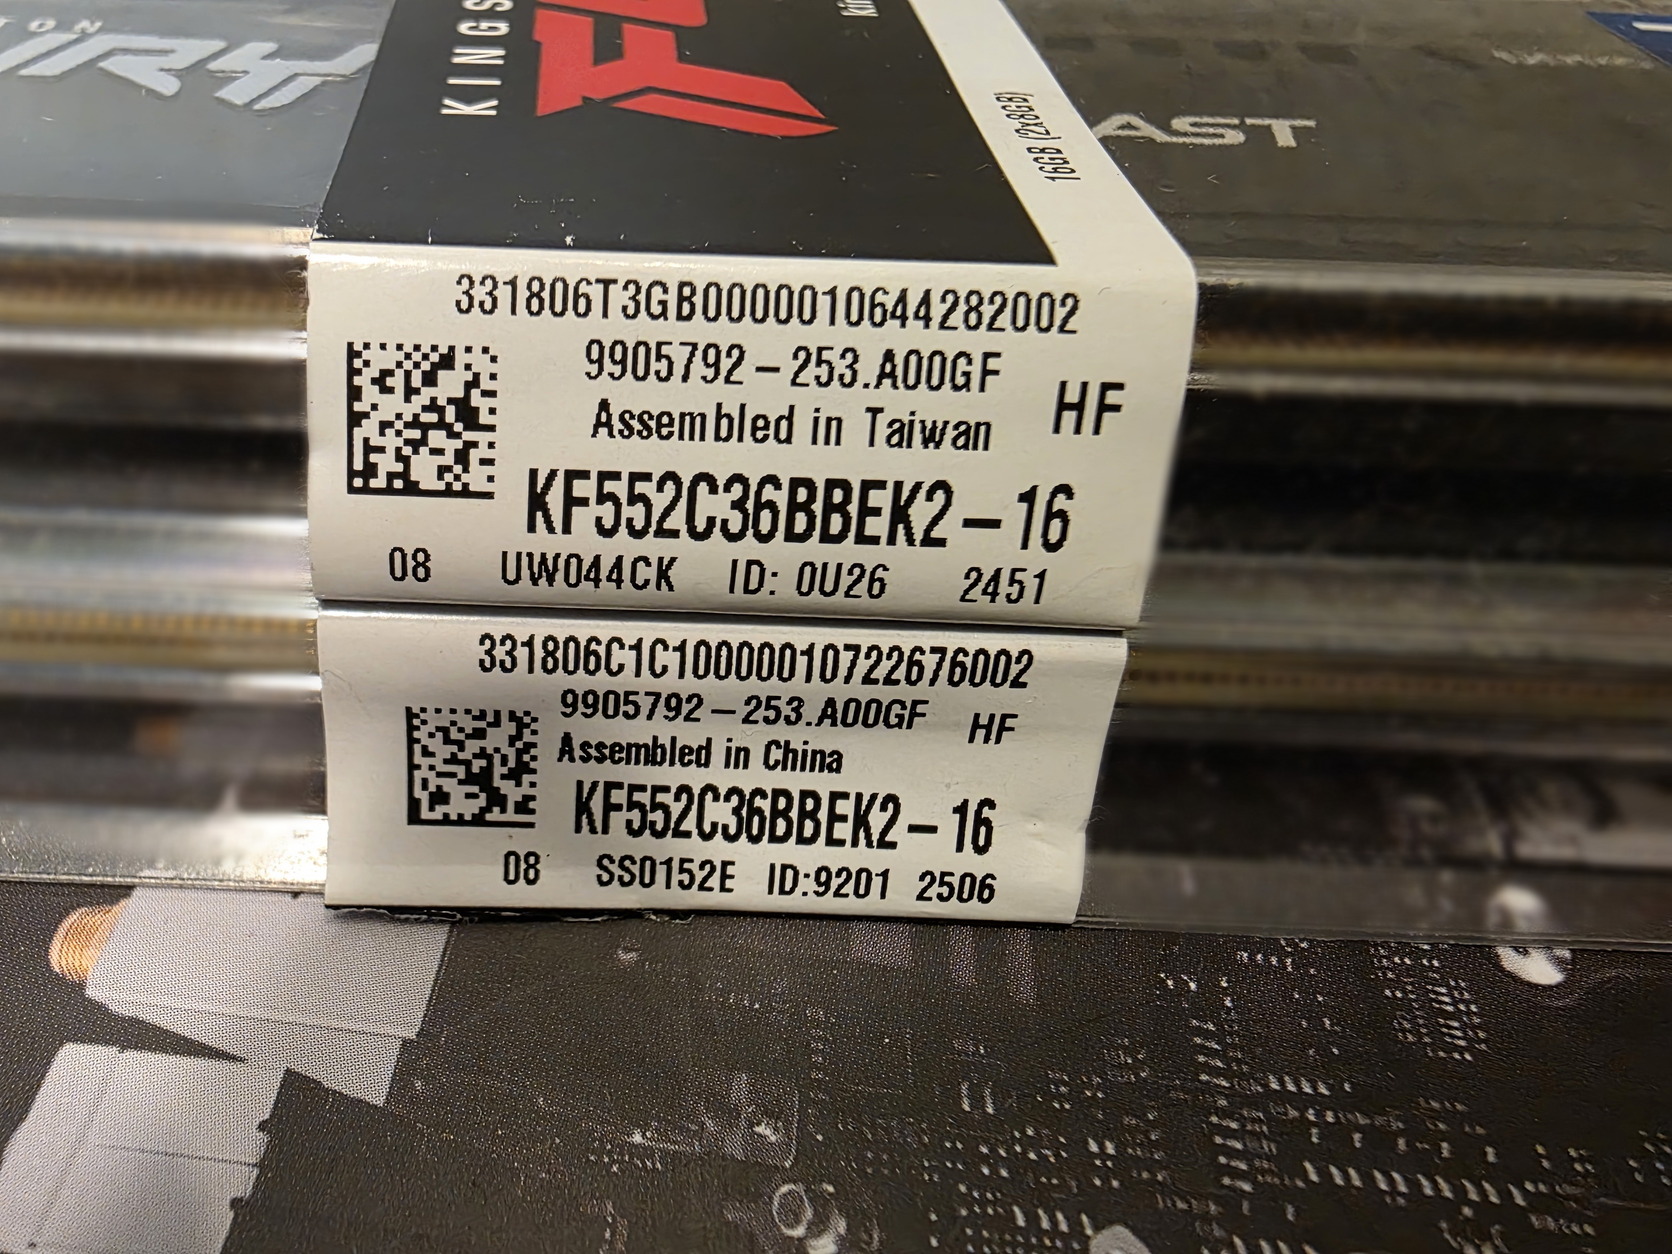 KINGS
16GB (2x8GB)
AST
331806T3GB0000010644282002
9905792-253.A00GF
HF
Assembled in Taiwan
KF552C36BBEK2-16
08 UW044CK ID: 0U26 2451
331806C1C10000010722676002
9905792-253.A00GF
HF
Assembled in China
KF552C36BBEK2-16
08 SS0152E ID:9201 2506